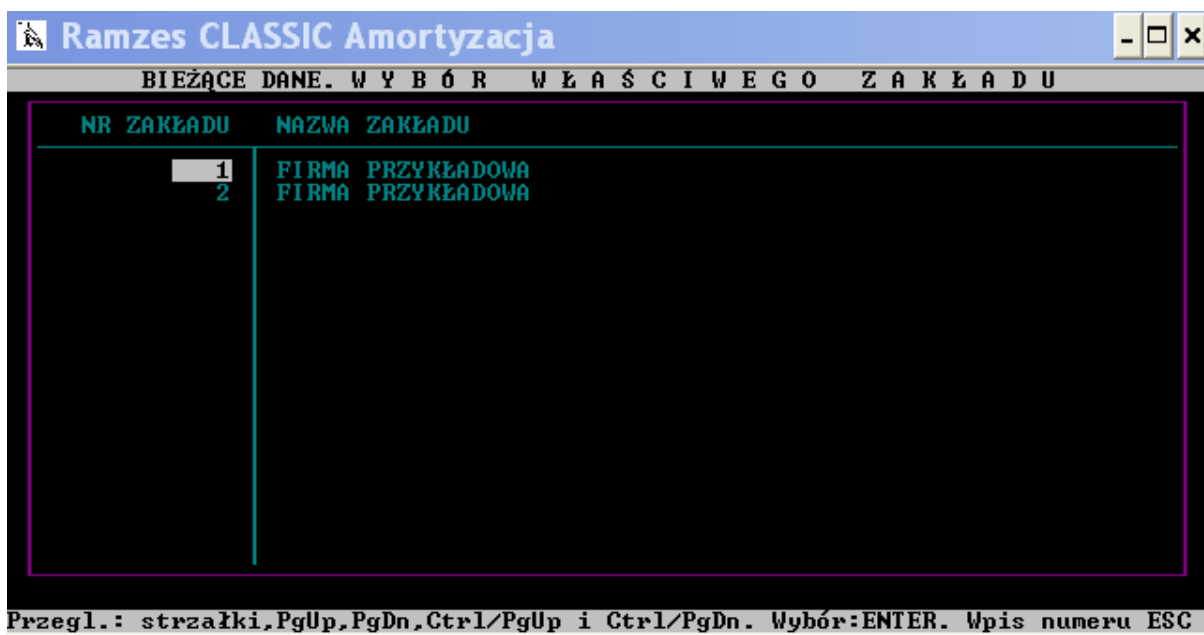 Ramzes CLASSIC Amortyzacja
BIEŻĄCE DANE. W Y B Ó R W Ł A Ś C I W E G O Z A K Ł A D U
NR ZAKŁADU NAZWA ZAKŁADU
1 FIRMA PRZYKŁADOWA
2 FIRMA PRZYKŁADOWA
Przegl.: strzałki,PgUp,PgDn,Ctrl/PgUp i Ctrl/PgDn. Wybór:ENTER. Wpis numeru ESC